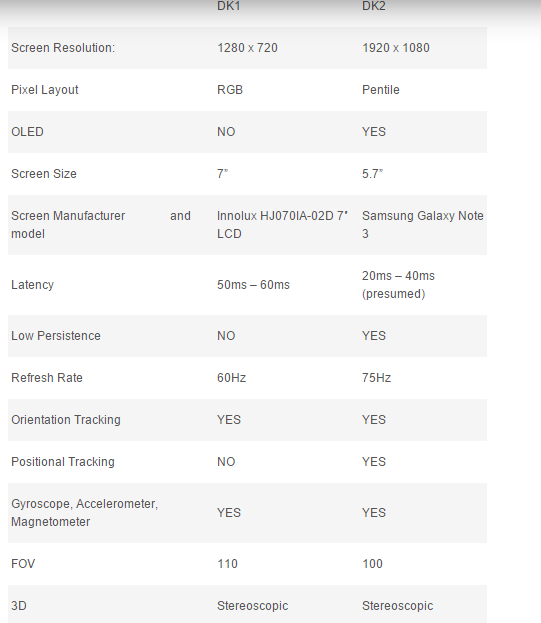 DK1 DK2
Screen Resolution: 1280 x 720 1920 x 1080
Pixel Layout RGB Pentile
OLED NO YES
Screen Size 7” 5.7”
Screen Manufacturer and model Innolux HJ070IA-02D 7″ LCD Samsung Galaxy Note 3
Latency 50ms – 60ms 20ms – 40ms (presumed)
Low Persistence NO YES
Refresh Rate 60Hz 75Hz
Orientation Tracking YES YES
Positional Tracking NO YES
Gyroscope, Accelerometer, Magnetometer YES YES
FOV 110 100
3D Stereoscopic Stereoscopic